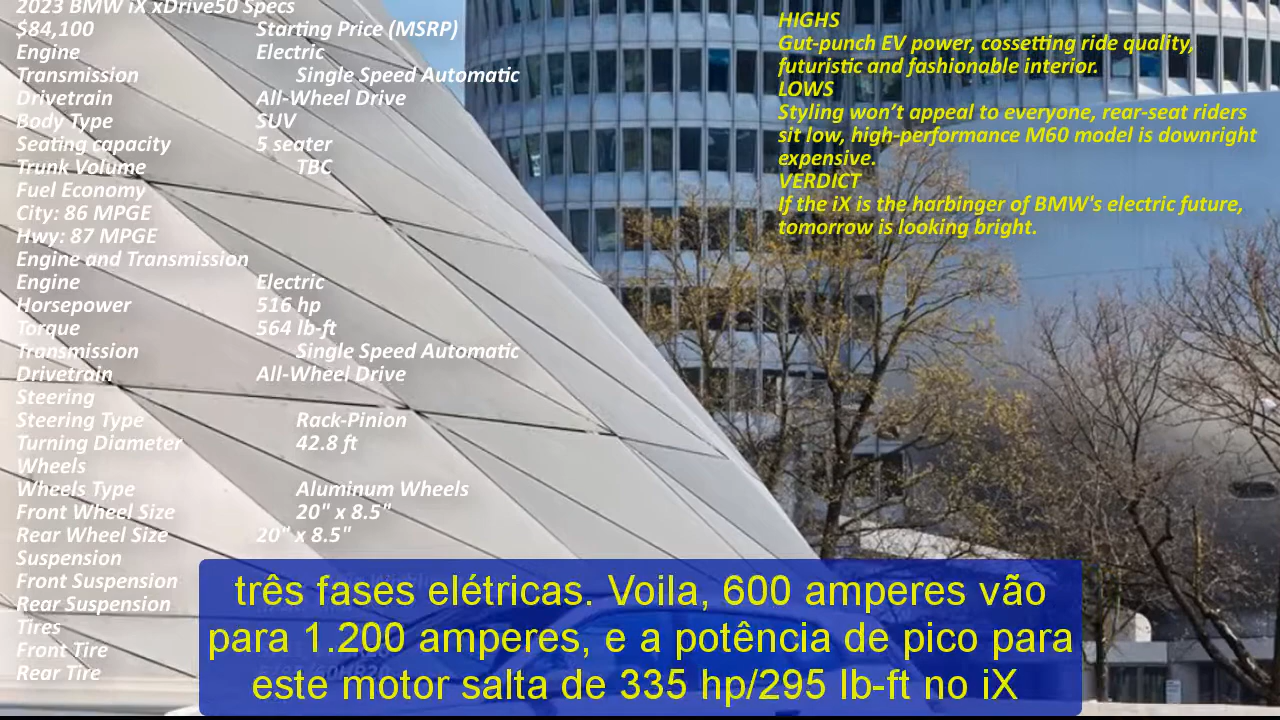 2023 BMW iX xDrive50 Specs
$84,100 Starting Price (MSRP)
Engine Electric
Transmission Single Speed Automatic
Drivetrain All-Wheel Drive
Body Type SUV
Seating capacity 5 seater
Trunk Volume TBC
Fuel Economy
City: 86 MPGE
Hwy: 87 MPGE
Engine and Transmission
Engine Electric
Horsepower 516 hp
Torque 564 lb-ft
Transmission Single Speed Automatic
Drivetrain All-Wheel Drive
Steering
Steering Type Rack-Pinion
Turning Diameter 42.8 ft
Wheels
Wheels Type Aluminum Wheels
Front Wheel Size 20" x 8.5"
Rear Wheel Size 20" x 8.5"
Suspension
Front Suspension
Rear Suspension
Tires
Front Tire
Rear Tire
HIGHS
Gut-punch EV power, cossetting ride quality,
futuristic and fashionable interior.
LOWS
Styling won’t appeal to everyone, rear-seat riders
sit low, high-performance M60 model is downright
expensive.
VERDICT
If the iX is the harbinger of BMW's electric future,
tomorrow is looking bright.
três fases elétricas. Voila, 600 amperes vão
para 1.200 amperes, e a potência de pico para
este motor salta de 335 hp/295 lb-ft no iX